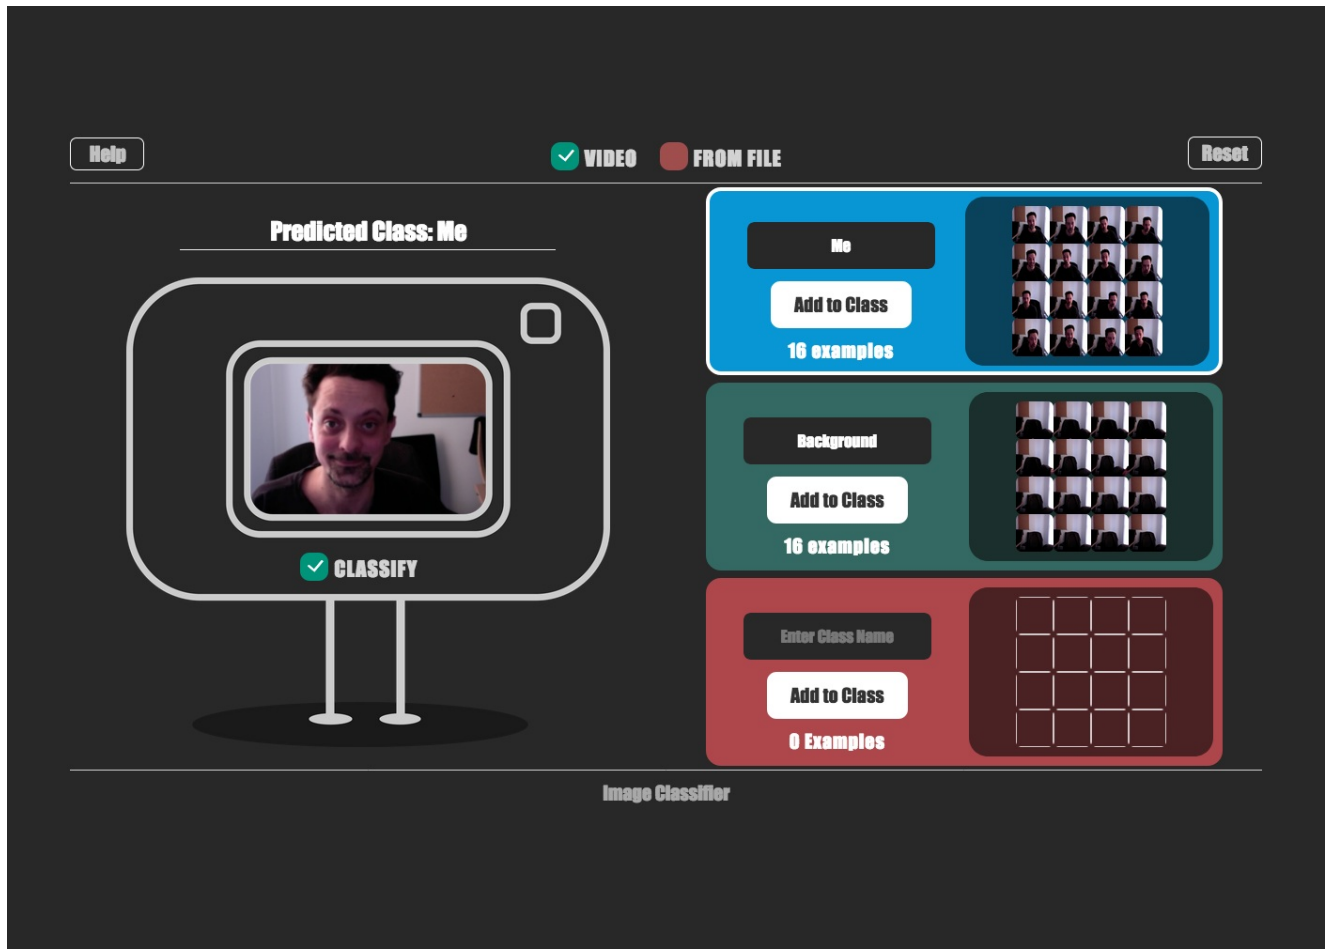 Help
VIDEO
FROM FILE
Reset
Predicted Class: Me
CLASSIFY
Me
Add to Class
16 examples
Background
Add to Class
16 examples
Enter Class Name
Add to Class
0 Examples
Image Classifier